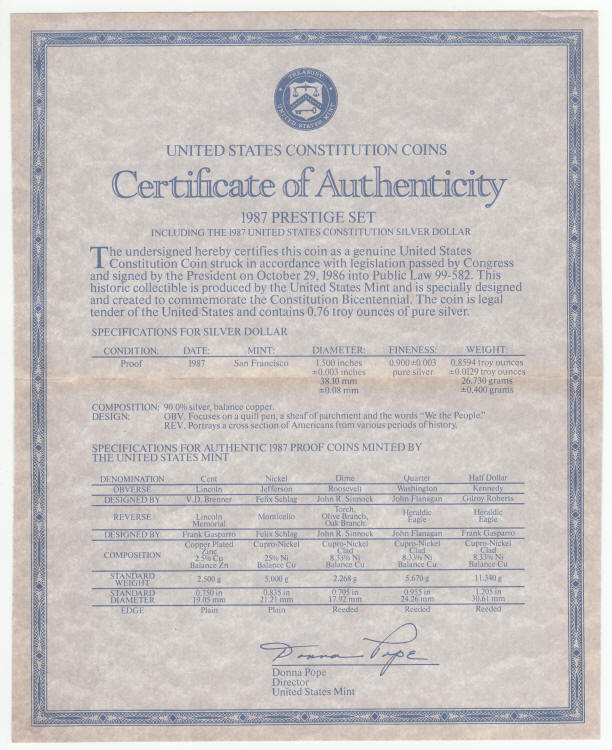 TREASURY
UNITED STATES MINT
UNITED STATES CONSTITUTION COINS
Certificate of Authenticity
1987 PRESTIGE SET
INCLUDING THE 1987 UNITED STATES CONSTITUTION SILVER DOLLAR
The undersigned hereby certifies this coin as a genuine United States
Constitution Coin struck in accordance with legislation passed by Congress
and signed by the President on October 29, 1986 into Public Law 99-582. This
historic collectible is produced by the United States Mint and is specially designed
and created to commemorate the Constitution Bicentennial. The coin is legal
tender of the United States and contains 0.76 troy ounces of pure silver.
SPECIFICATIONS FOR SILVER DOLLAR
CONDITION: DATE: MINT: DIAMETER: FINENESS: WEIGHT:
Proof 1987 San Francisco 1.500 inches 0.900±0.003 0.8594 troy ounces
±0.003 inches pure silver ±0.0129 troy ounces
38.10 mm 26.730 grams
±0.08 mm ±0.400 grams
COMPOSITION: 90.0% silver, balance copper.
DESIGN: OBV. Focuses on a quill pen, a sheaf of parchment and the words "We the People."
REV. Portrays a cross section of Americans from various periods of history.
SPECIFICATIONS FOR AUTHENTIC 1987 PROOF COINS MINTED BY
THE UNITED STATES MINT
DENOMINATION Cent Nickel Dime Quarter Half Dollar
OBVERSE Lincoln Jefferson Roosevelt Washington Kennedy
DESIGNED BY V.D. Brenner Felix Schlag John R. Sinnock John Flanagan Gilroy Roberts
REVERSE Lincoln Memorial Monticello Torch, Olive Branch, Oak Branch Heraldic Eagle Heraldic Eagle
DESIGNED BY Frank Gasparro Felix Schlag John R. Sinnock John Flanagan Frank Gasparro
COMPOSITION Copper Plated Zinc 2.5% Cu Balance Zn Cupro-Nickel 25% Ni Balance Cu Cupro-Nickel Clad 8.33% Ni Balance Cu Cupro-Nickel Clad 8.33% Ni Balance Cu Cupro-Nickel Clad 8.33% Ni Balance Cu
STANDARD WEIGHT 2.500 g 5.000 g 2.268 g 5.670 g 11.340 g
STANDARD DIAMETER 0.750 in 19.05 mm 0.835 in 21.21 mm 0.705 in 17.92 mm 0.955 in 24.26 mm 1.205 in 30.61 mm
EDGE Plain Plain Reeded Reeded Reeded
Donna Pope
Donna Pope
Director
United States Mint